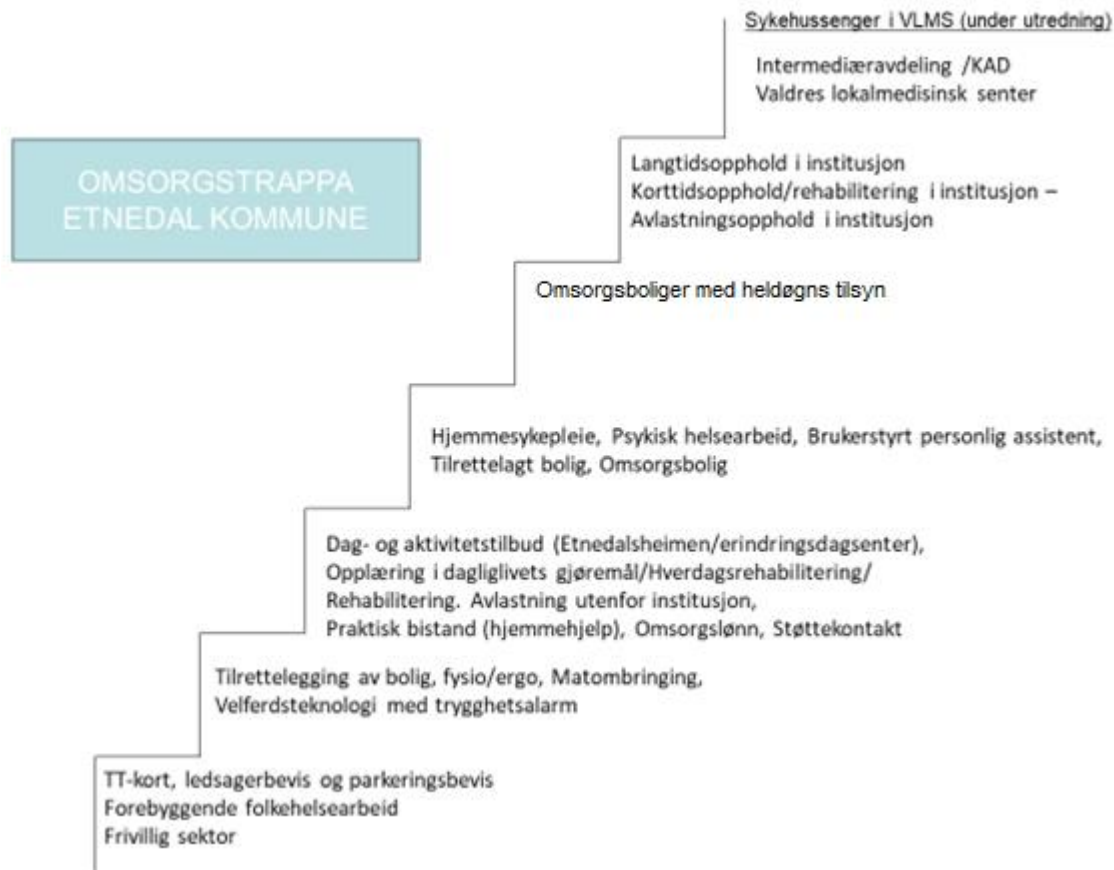 Sykehussenger i VLMS (under utredning)
Intermediæravdeling /KAD
Valdres lokalmedisinsk senter
OMSORGSTRAPPA
ETNEDAL KOMMUNE
Langtidsopphold i institusjon
Korttidsopphold/rehabilitering i institusjon –
Avlastningsopphold i institusjon
Omsorgsboliger med heldøgns tilsyn
Hjemmesykepleie, Psykisk helsearbeid, Brukerstyrt personlig assistent,
Tilrettelagt bolig, Omsorgsbolig
Dag- og aktivitetstilbud (Etnedalsheimen/erindringsdagsenter),
Opplæring i dagliglivets gjøremål/Hverdagsrehabilitering/
Rehabilitering. Avlastning utenfor institusjon,
Praktisk bistand (hjemmehjelp), Omsorgslønn, Støttekontakt
Tilrettelegging av bolig, fysio/ergo, Matombringing,
Velferdsteknologi med trygghetsalarm
TT-kort, ledsagerbevis og parkeringsbevis
Forebyggende folkehelsearbeid
Frivillig sektor